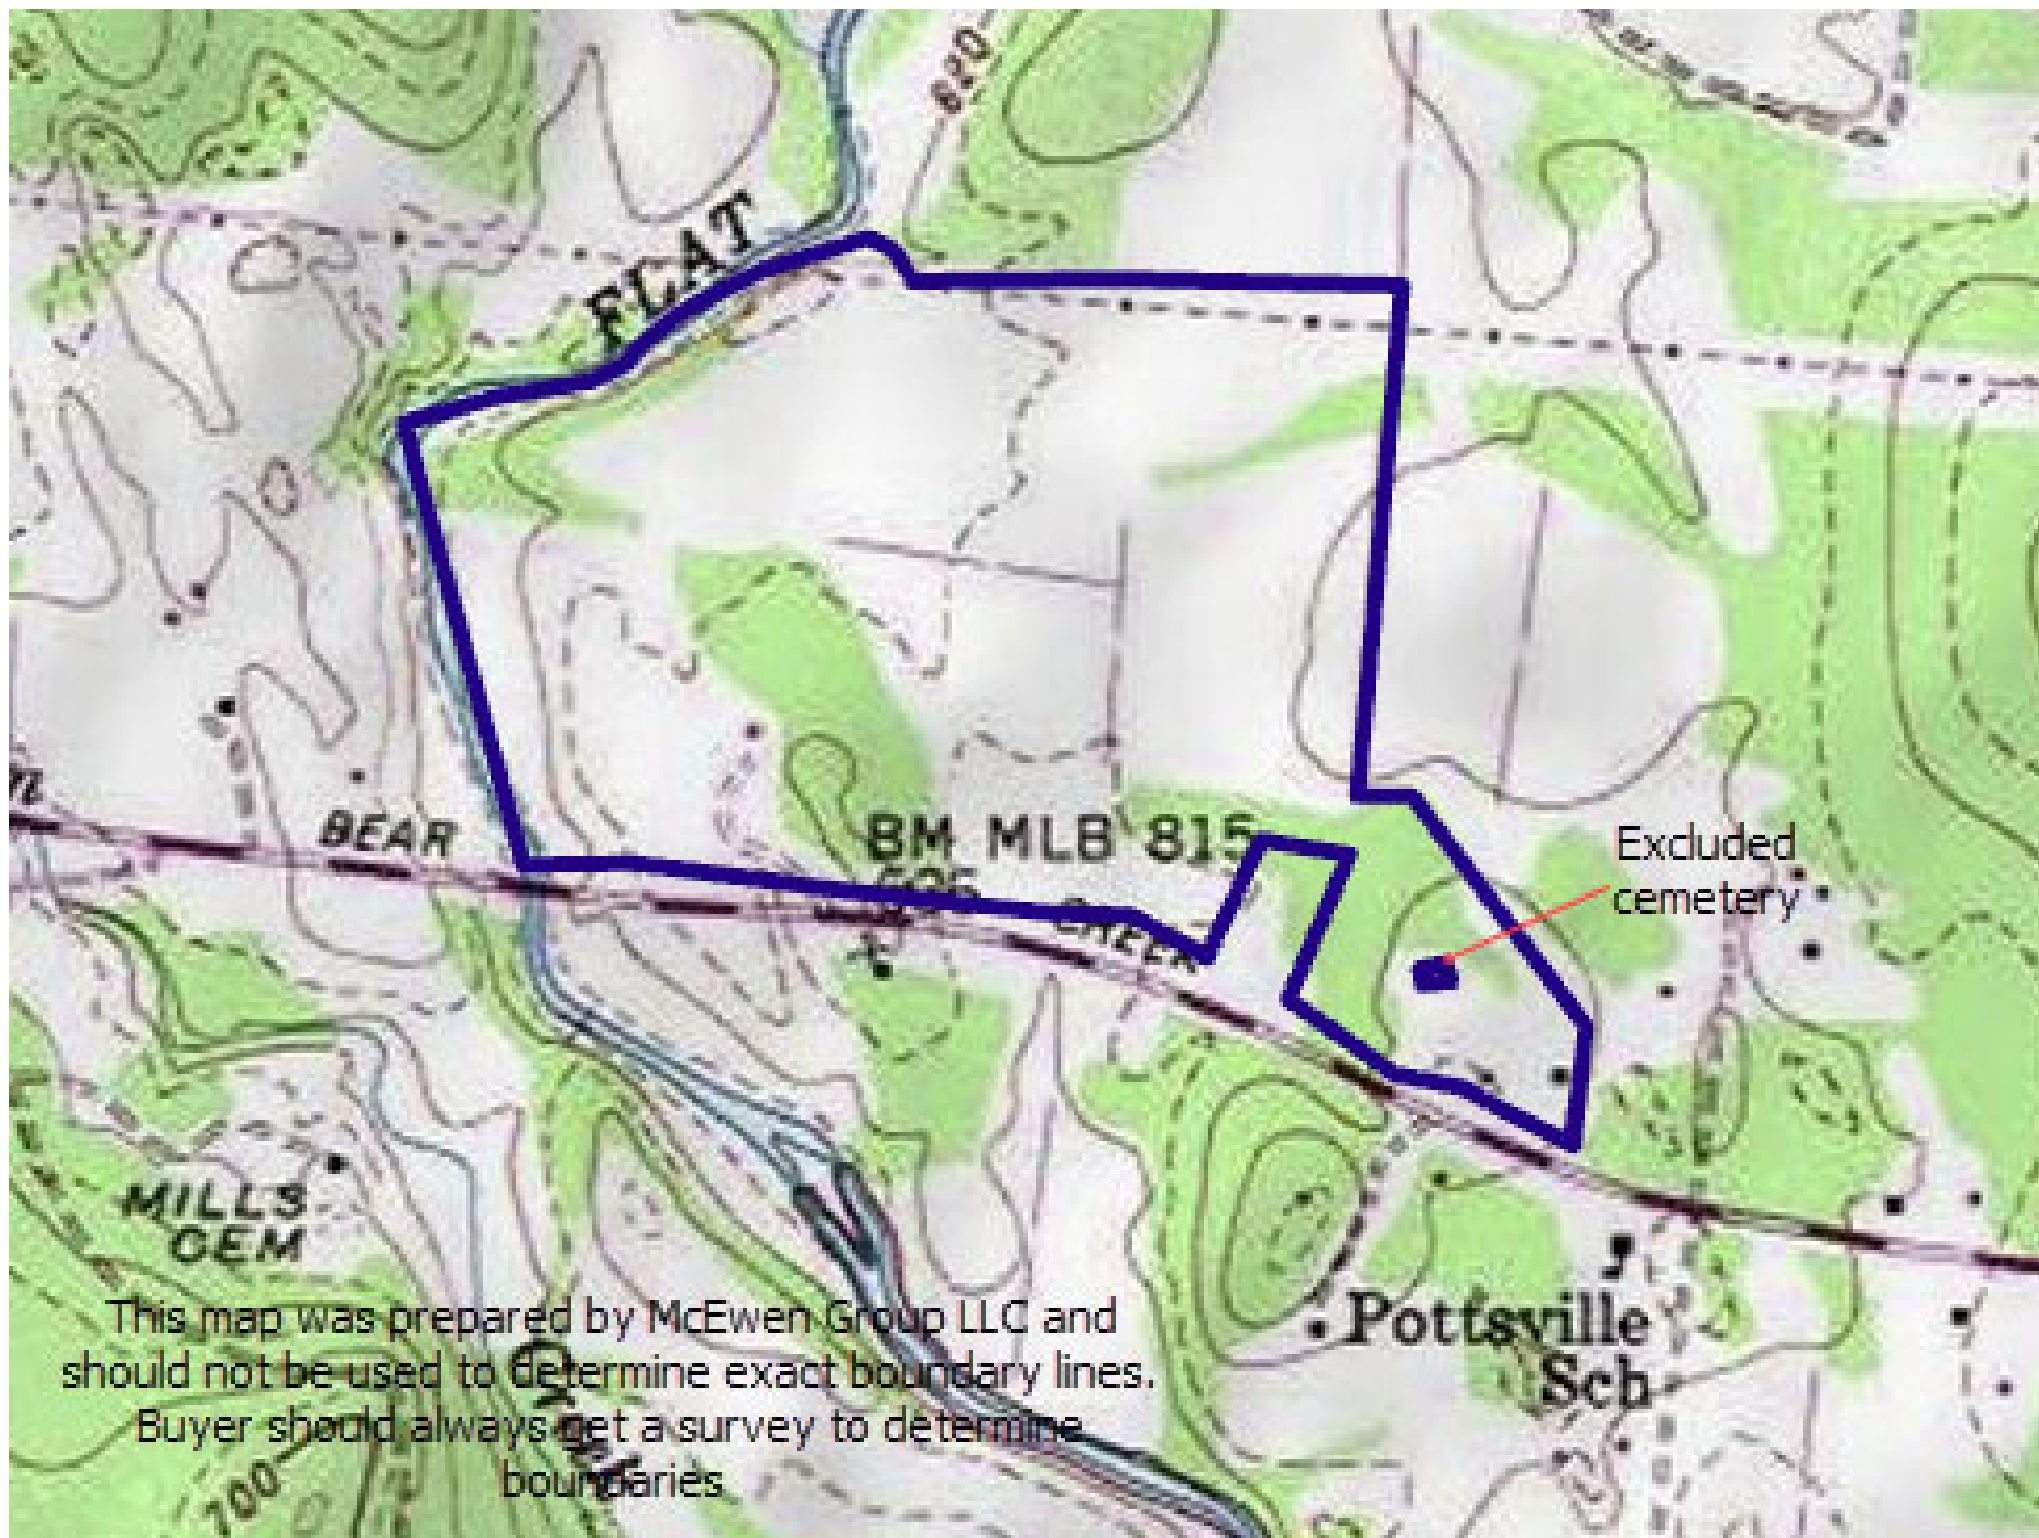 620
FLAT
BEAR
BM MLB 815
CREEK
Excluded
cemetery
MILLS
CEM
Pottsville
Sch
This map was prepared by McEwen Group LLC and
should not be used to determine exact boundary lines.
Buyer should always get a survey to determine
boundaries
Creek
700